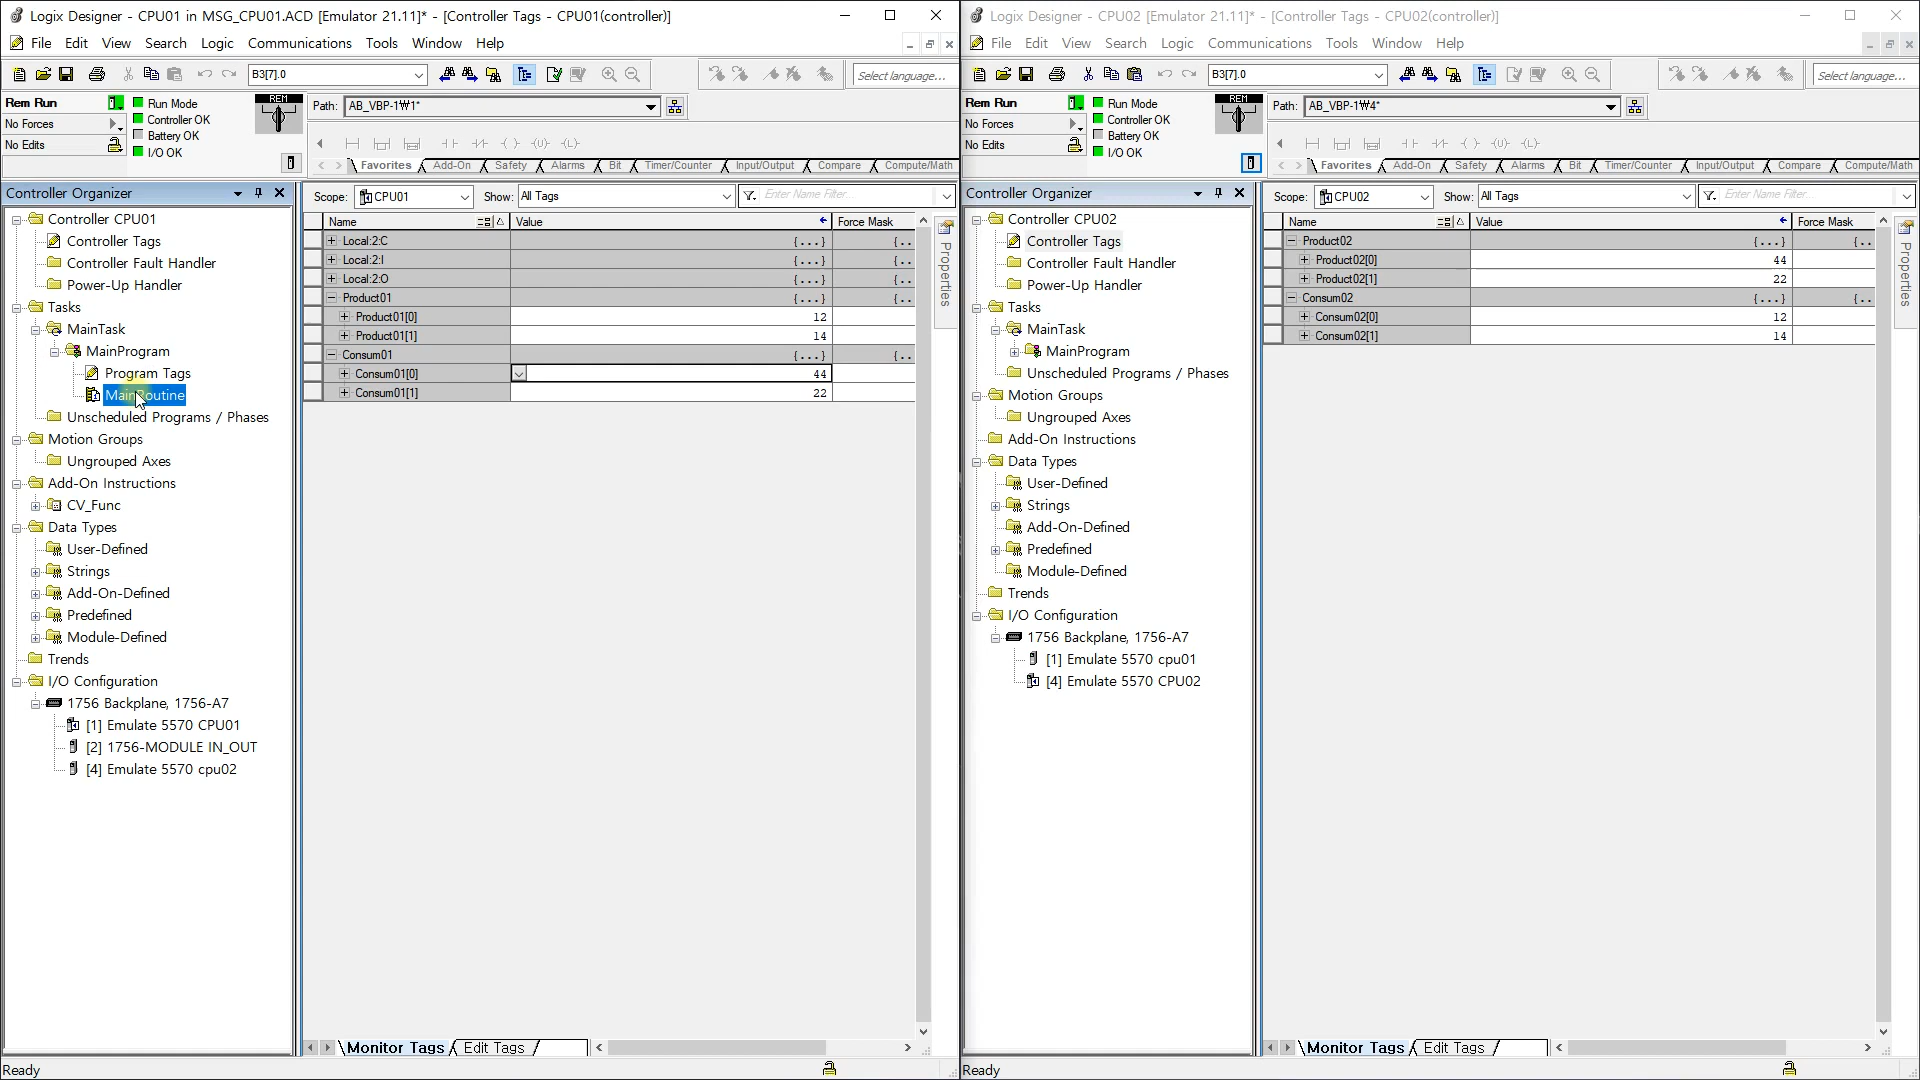 Logix Designer - CPU01 in MSG_CPU01.ACD [Emulator 21.11]* - [Controller Tags - CPU01(controller)]
File Edit View Search Logic Communications Tools Window Help
B3[7].0
Select language...
Rem Run
No Forces
No Edits
Run Mode
Controller OK
Battery OK
I/O OK
REM
Path: AB_VBP-1₩1*
Favorites Add-On Safety Alarms Bit Timer/Counter Input/Output Compare Compute/Math
Controller Organizer
Controller CPU01
Controller Tags
Controller Fault Handler
Power-Up Handler
Tasks
MainTask
MainProgram
Program Tags
MainRoutine
Unscheduled Programs / Phases
Motion Groups
Ungrouped Axes
Add-On Instructions
CV_Func
Data Types
User-Defined
Strings
Add-On-Defined
Predefined
Module-Defined
Trends
I/O Configuration
1756 Backplane, 1756-A7
[1] Emulate 5570 CPU01
[2] 1756-MODULE IN_OUT
[4] Emulate 5570 cpu02
Scope: CPU01 Show: All Tags Enter Name Filter...
Name Value Force Mask
Local:2:C {...} {..
Local:2:I {...} {..
Local:2:O {...} {..
Product01 {...} {..
Product01[0] 12
Product01[1] 14
Consum01 {...} {..
Consum01[0] 44
Consum01[1] 22
Properties
Monitor Tags Edit Tags
Ready
Logix Designer - CPU02 [Emulator 21.11]* - [Controller Tags - CPU02(controller)]
File Edit View Search Logic Communications Tools Window Help
B3[7].0
Select language...
Rem Run
No Forces
No Edits
Run Mode
Controller OK
Battery OK
I/O OK
REM
Path: AB_VBP-1₩4*
Favorites Add-On Safety Alarms Bit Timer/Counter Input/Output Compare Compute/Math
Controller Organizer
Controller CPU02
Controller Tags
Controller Fault Handler
Power-Up Handler
Tasks
MainTask
MainProgram
Unscheduled Programs / Phases
Motion Groups
Ungrouped Axes
Add-On Instructions
Data Types
User-Defined
Strings
Add-On-Defined
Predefined
Module-Defined
Trends
I/O Configuration
1756 Backplane, 1756-A7
[1] Emulate 5570 cpu01
[4] Emulate 5570 CPU02
Scope: CPU02 Show: All Tags Enter Name Filter...
Name Value Force Mask
Product02 {...} {..
Product02[0] 44
Product02[1] 22
Consum02 {...} {..
Consum02[0] 12
Consum02[1] 14
Properties
Monitor Tags Edit Tags
Ready